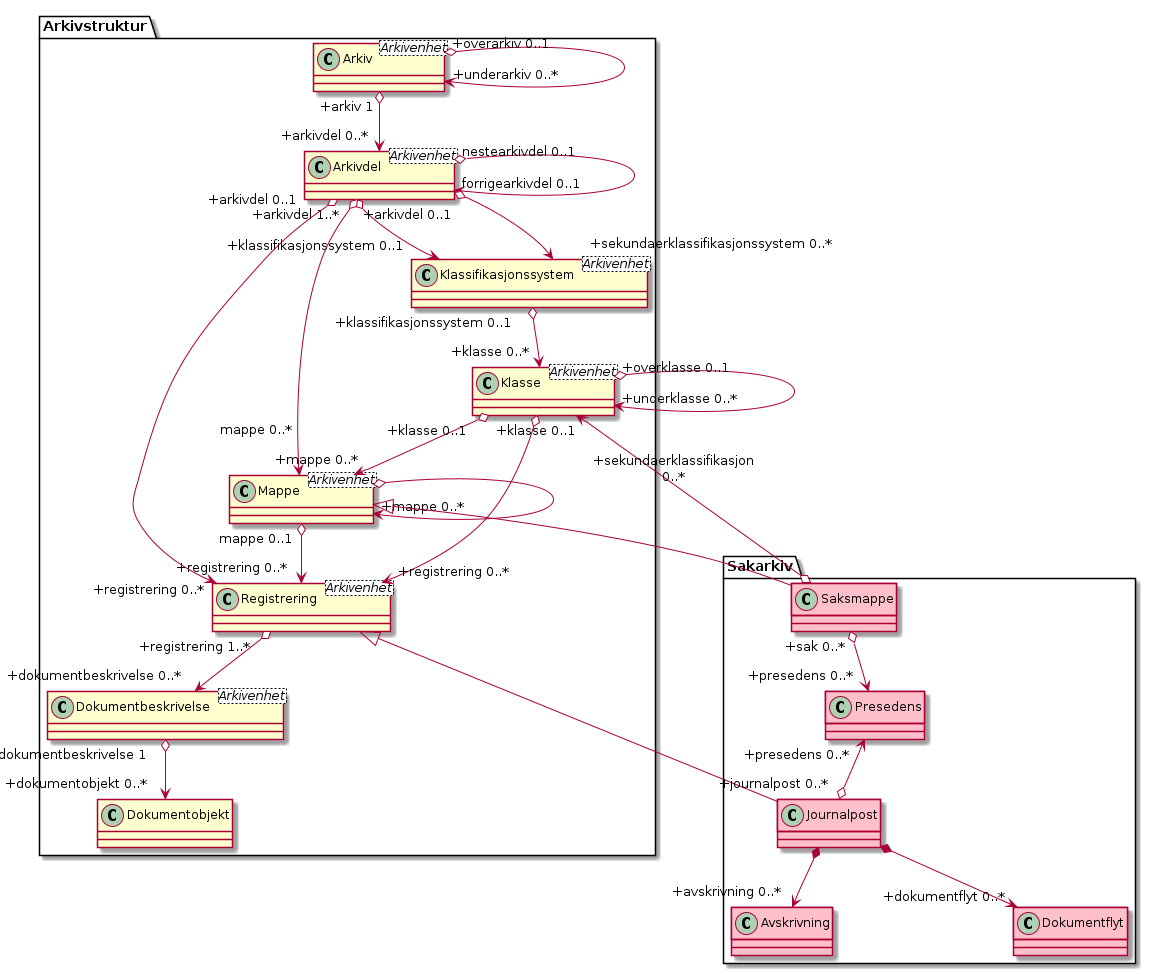 Arkivstruktur
Arkivenhet
+overarkiv 0..1
C Arkiv
+underarkiv 0..*
+arkiv 1
+arkivdel 0..*
Arkivenhet
nestearkivdel 0..1
C Arkivdel
forrigearkivdel 0..1
+arkivdel 0..1
+arkivdel 1..*
+arkivdel 0..1
+klassifikasjonssystem 0..1
+sekundaerklassifikasjonssystem 0..*
Arkivenhet
C Klassifikasjonssystem
+klassifikasjonssystem 0..1
+klasse 0..*
Arkivenhet
+overklasse 0..1
C Klasse
+underklasse 0..*
mappe 0..*
+klasse 0..1
+klasse 0..1
+mappe 0..*
+sekundaerklassifikasjon
0..*
Arkivenhet
C Mappe
+mappe 0..*
mappe 0..1
+registrering 0..*
+registrering 0..*
+registrering 0..*
Sakarkiv
Arkivenhet
C Registrering
C Saksmappe
+registrering 1..*
+sak 0..*
+dokumentbeskrivelse 0..*
+presedens 0..*
Arkivenhet
C Dokumentbeskrivelse
C Presedens
dokumentbeskrivelse 1
+presedens 0..*
+dokumentobjekt 0..*
+journalpost 0..*
C Dokumentobjekt
C Journalpost
+avskrivning 0..*
+dokumentflyt 0..*
C Avskrivning
C Dokumentflyt